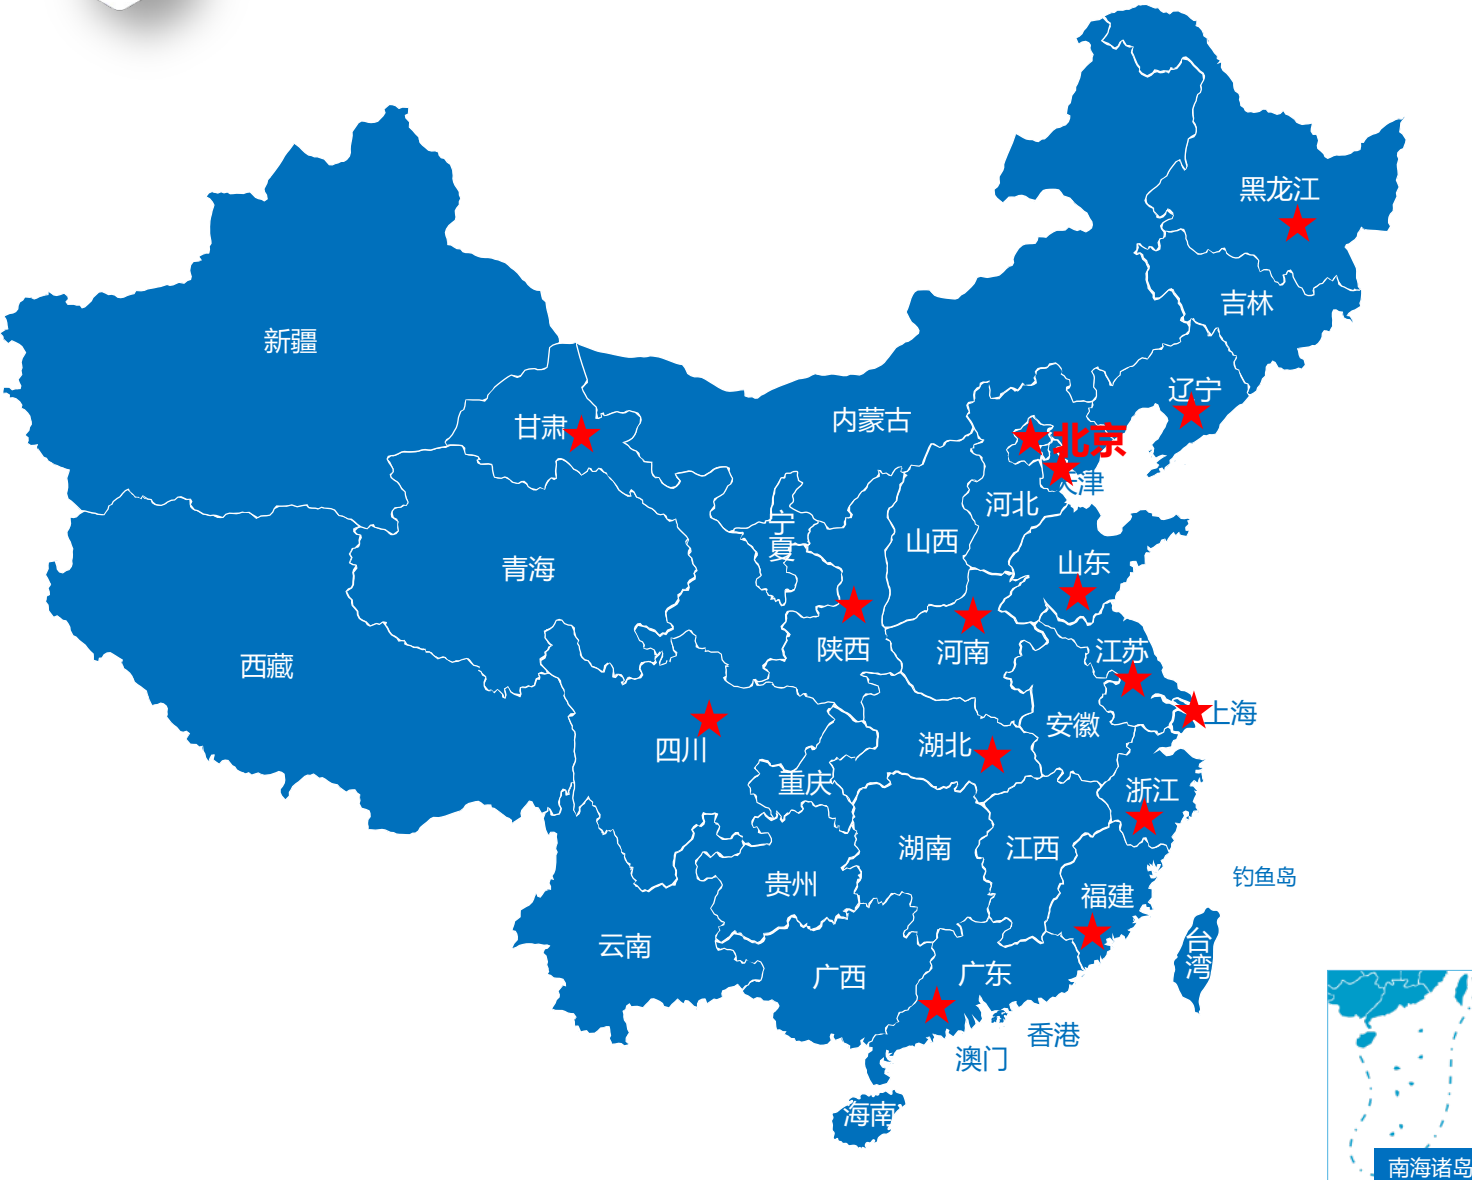 黑龙江
吉林
新疆
辽宁
内蒙古
甘肃
北京
天津
河北
宁
夏
山西
山东
青海
陕西
河南
江苏
西藏
上海
安徽
湖北
四川
重庆
浙江
湖南
江西
贵州
钓鱼岛
福建
云南
台
湾
广西
广东
香港
澳门
海南
南海诸岛